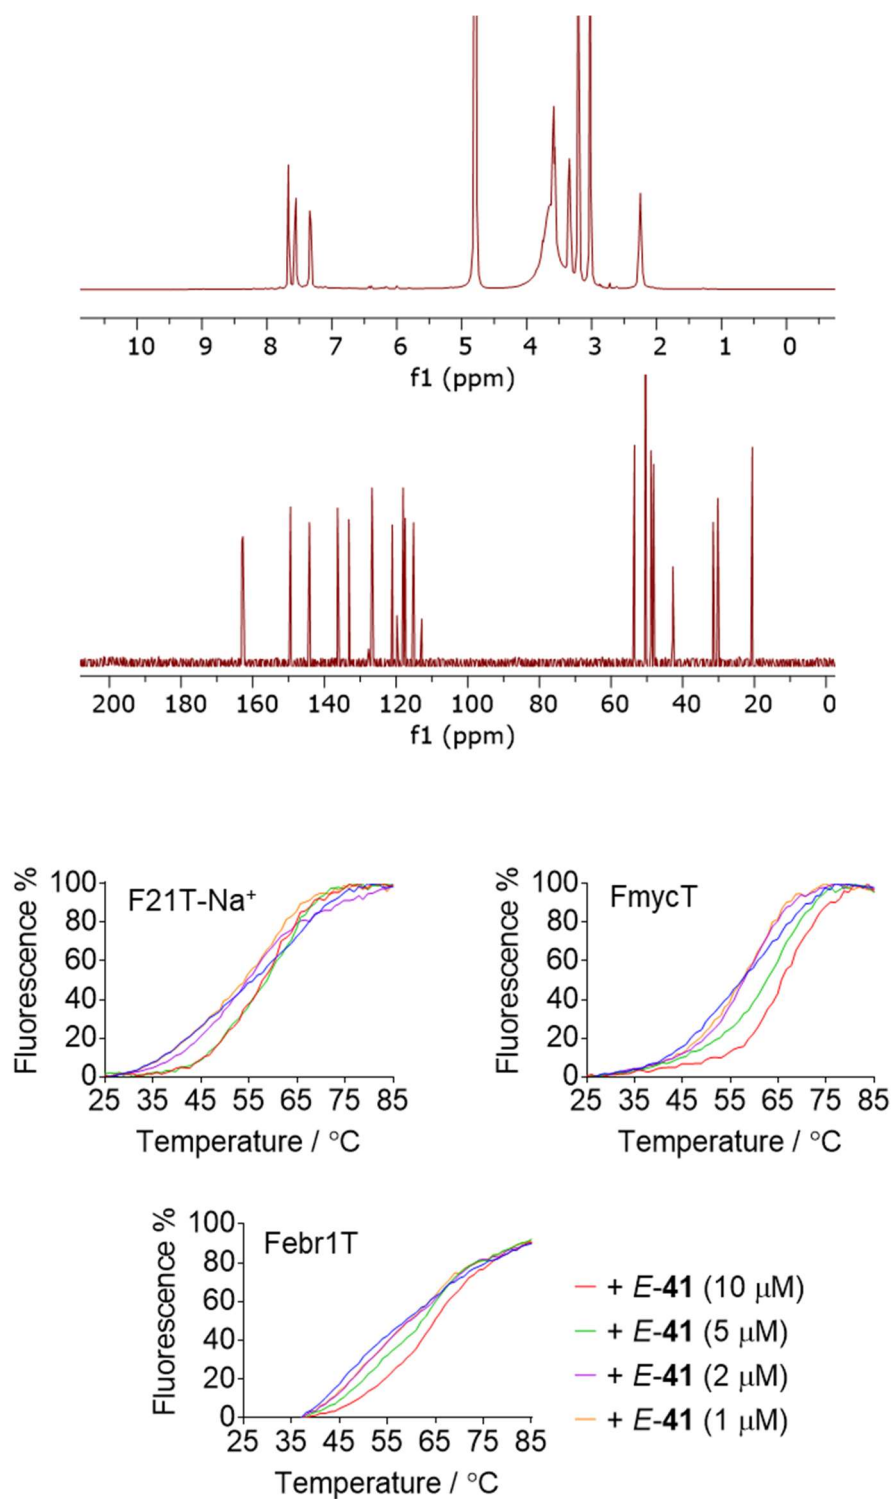 10 9 8 7 6 5 4 3 2 1 0
f1 (ppm)
200 180 160 140 120 100 80 60 40 20 0
f1 (ppm)
F21T-Na⁺
Fluorescence %
100
80
60
40
20
0
25 35 45 55 65 75 85
Temperature / °C
FmycT
Fluorescence %
100
80
60
40
20
0
25 35 45 55 65 75 85
Temperature / °C
Febr1T
Fluorescence %
100
80
60
40
20
0
25 35 45 55 65 75 85
Temperature / °C
+ E-41 (10 μM)
+ E-41 (5 μM)
+ E-41 (2 μM)
+ E-41 (1 μM)